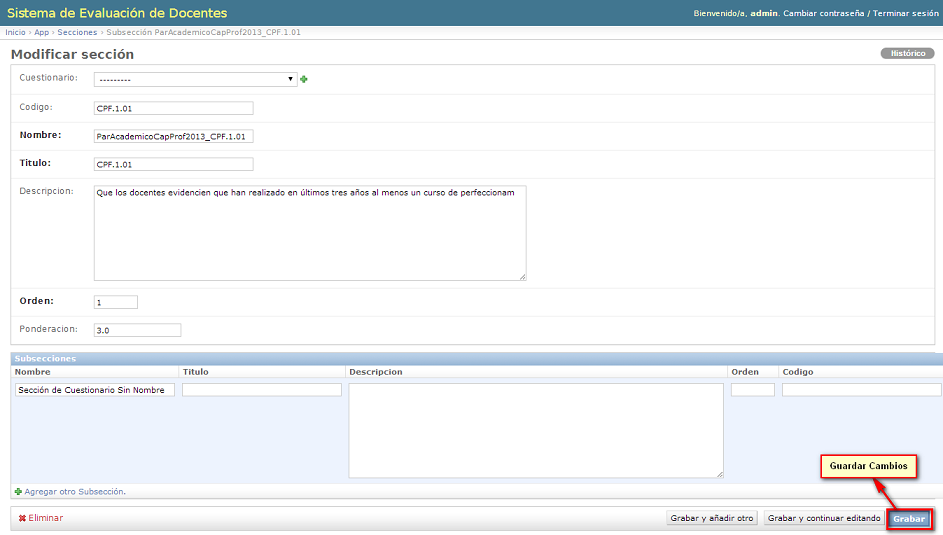 Sistema de Evaluación de Docentes
Bienvenido/a, admin. Cambiar contraseña / Terminar sesión
Inicio › App › Secciones › Subsección ParAcademicoCapProf2013_CPF.1.01
Modificar sección
Histórico
Cuestionario: ---------
Codigo: CPF.1.01
Nombre: ParAcademicoCapProf2013_CPF.1.01
Titulo: CPF.1.01
Descripcion: Que los docentes evidencien que han realizado en últimos tres años al menos un curso de perfeccionam
Orden: 1
Ponderacion: 3.0
Subsecciones
Nombre Titulo Descripcion Orden Codigo
Sección de Cuestionario Sin Nombre
Guardar Cambios
Agregar otro Subsección.
Eliminar Grabar y añadir otro Grabar y continuar editando Grabar